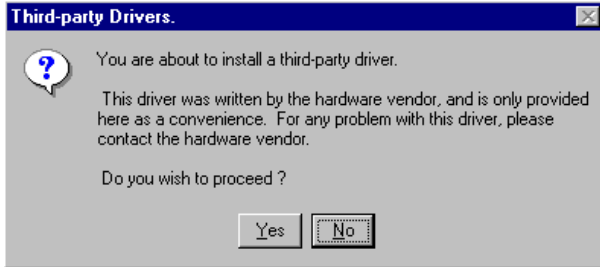 Third-party Drivers.
You are about to install a third-party driver.
This driver was written by the hardware vendor, and is only provided
here as a convenience.  For any problem with this driver, please
contact the hardware vendor.
Do you wish to proceed ?
Yes
No